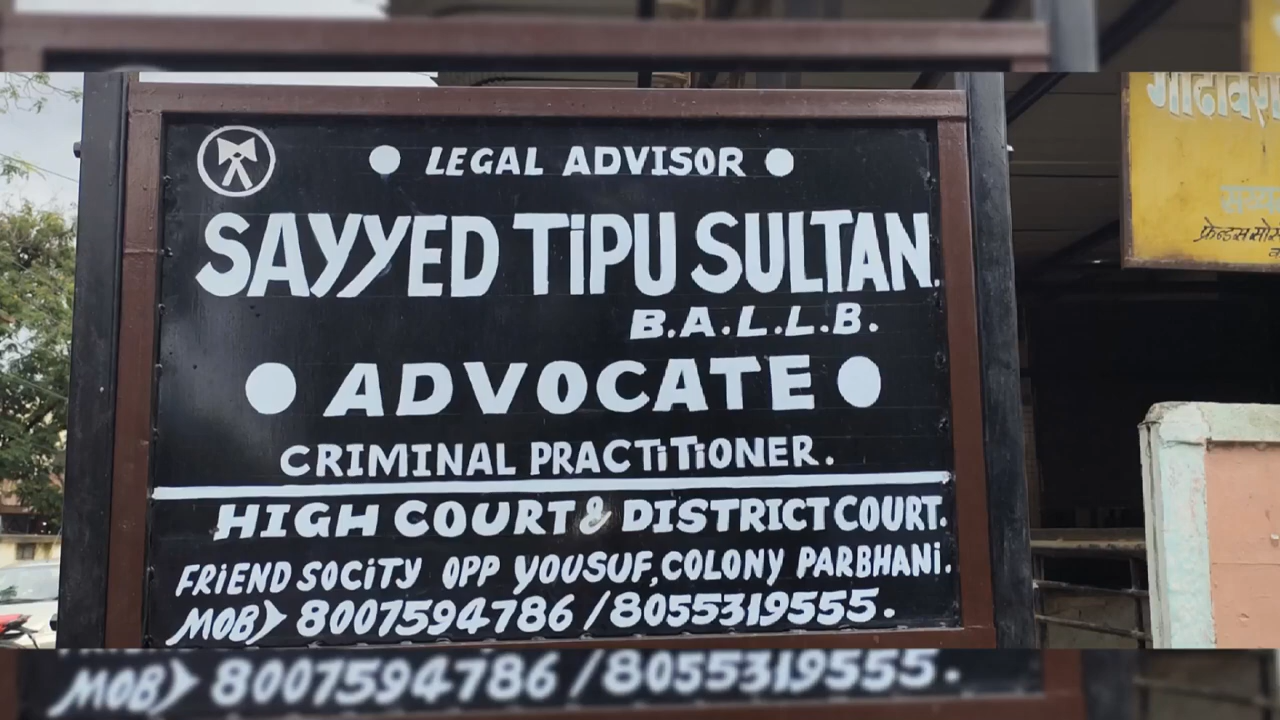 LEGAL ADVISOR
SAYYED TiPU SULTAN.
B.A.L.L.B.
ADVOCATE
CRIMINAL PRACTiTiONER.
HIGH COURT & DISTRICT COURT.
FRiEND SOCiTY OPP YOUSUF, COLONY PARBHANi.
MOB> 8007594786 / 8055319555.
MOB> 8007594786 / 8055319555.